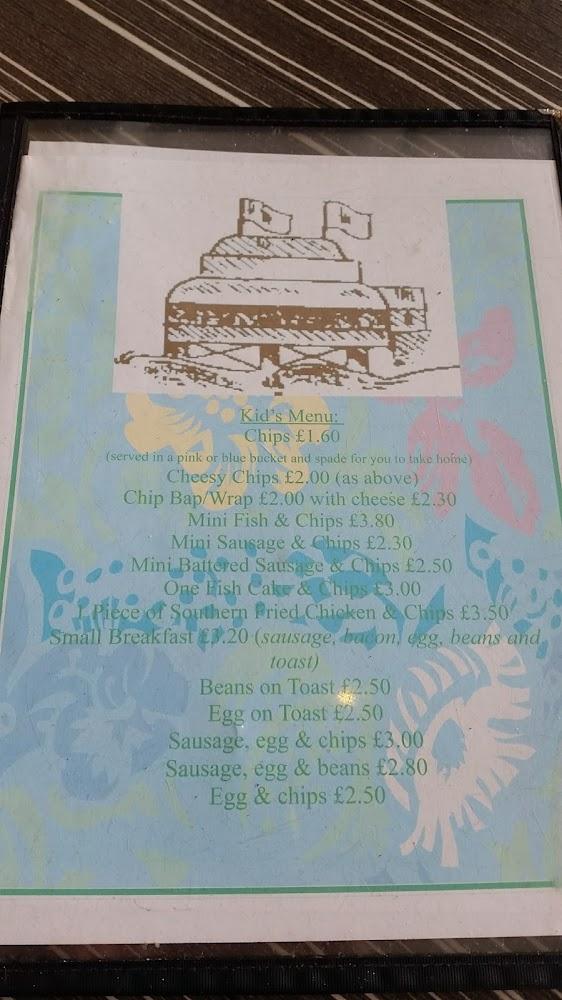 Kid's Menu:
Chips £1.60
(served in a pink or blue bucket and spade for you to take home)
Cheesy Chips £2.00 (as above)
Chip Bap/Wrap £2.00 with cheese £2.30
Mini Fish & Chips £3.80
Mini Sausage & Chips £2.30
Mini Battered Sausage & Chips £2.50
One Fish Cake & Chips £3.00
1 Piece of Southern Fried Chicken & Chips £3.50
Small Breakfast £3.20 (sausage, bacon, egg, beans and
toast)
Beans on Toast £2.50
Egg on Toast £2.50
Sausage, egg & chips £3.00
Sausage, egg & beans £2.80
Egg & chips £2.50